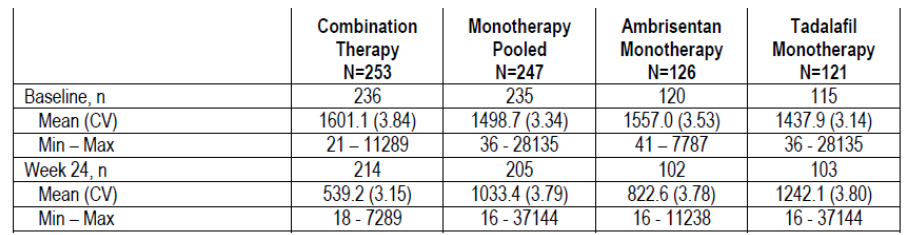 Combination Therapy N=253 Monotherapy Pooled N=247 Ambrisentan Monotherapy N=126 Tadalafil Monotherapy N=121
Baseline, n 236 235 120 115
Mean (CV) 1601.1 (3.84) 1498.7 (3.34) 1557.0 (3.53) 1437.9 (3.14)
Min – Max 21 – 11289 36 - 28135 41 – 7787 36 - 28135
Week 24, n 214 205 102 103
Mean (CV) 539.2 (3.15) 1033.4 (3.79) 822.6 (3.78) 1242.1 (3.80)
Min – Max 18 - 7289 16 - 37144 16 - 11238 16 - 37144